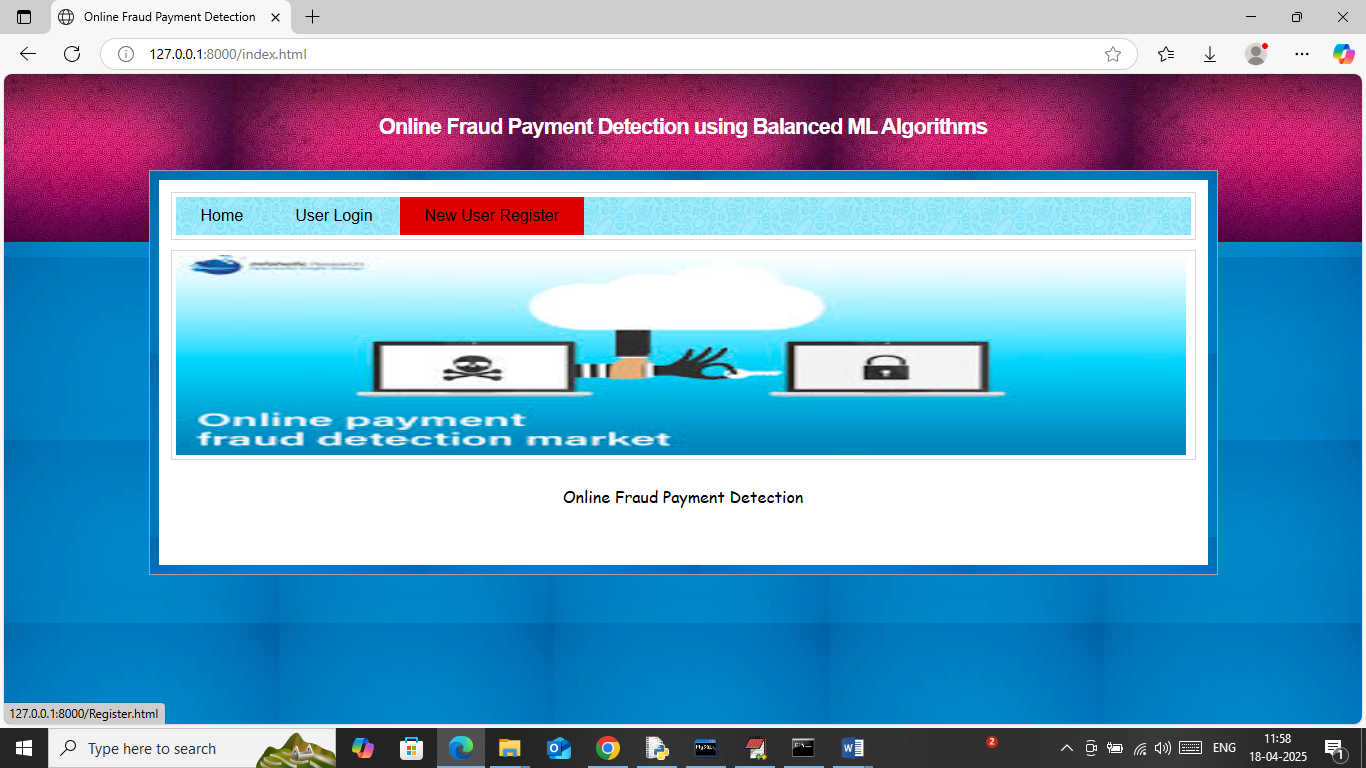 Online Fraud Payment Detection
127.0.0.1:8000/index.html
Online Fraud Payment Detection using Balanced ML Algorithms
Home
User Login
New User Register
Online payment
fraud detection market
Online Fraud Payment Detection
127.0.0.1:8000/Register.html
Type here to search
2
ENG
11:58
18-04-2025
1